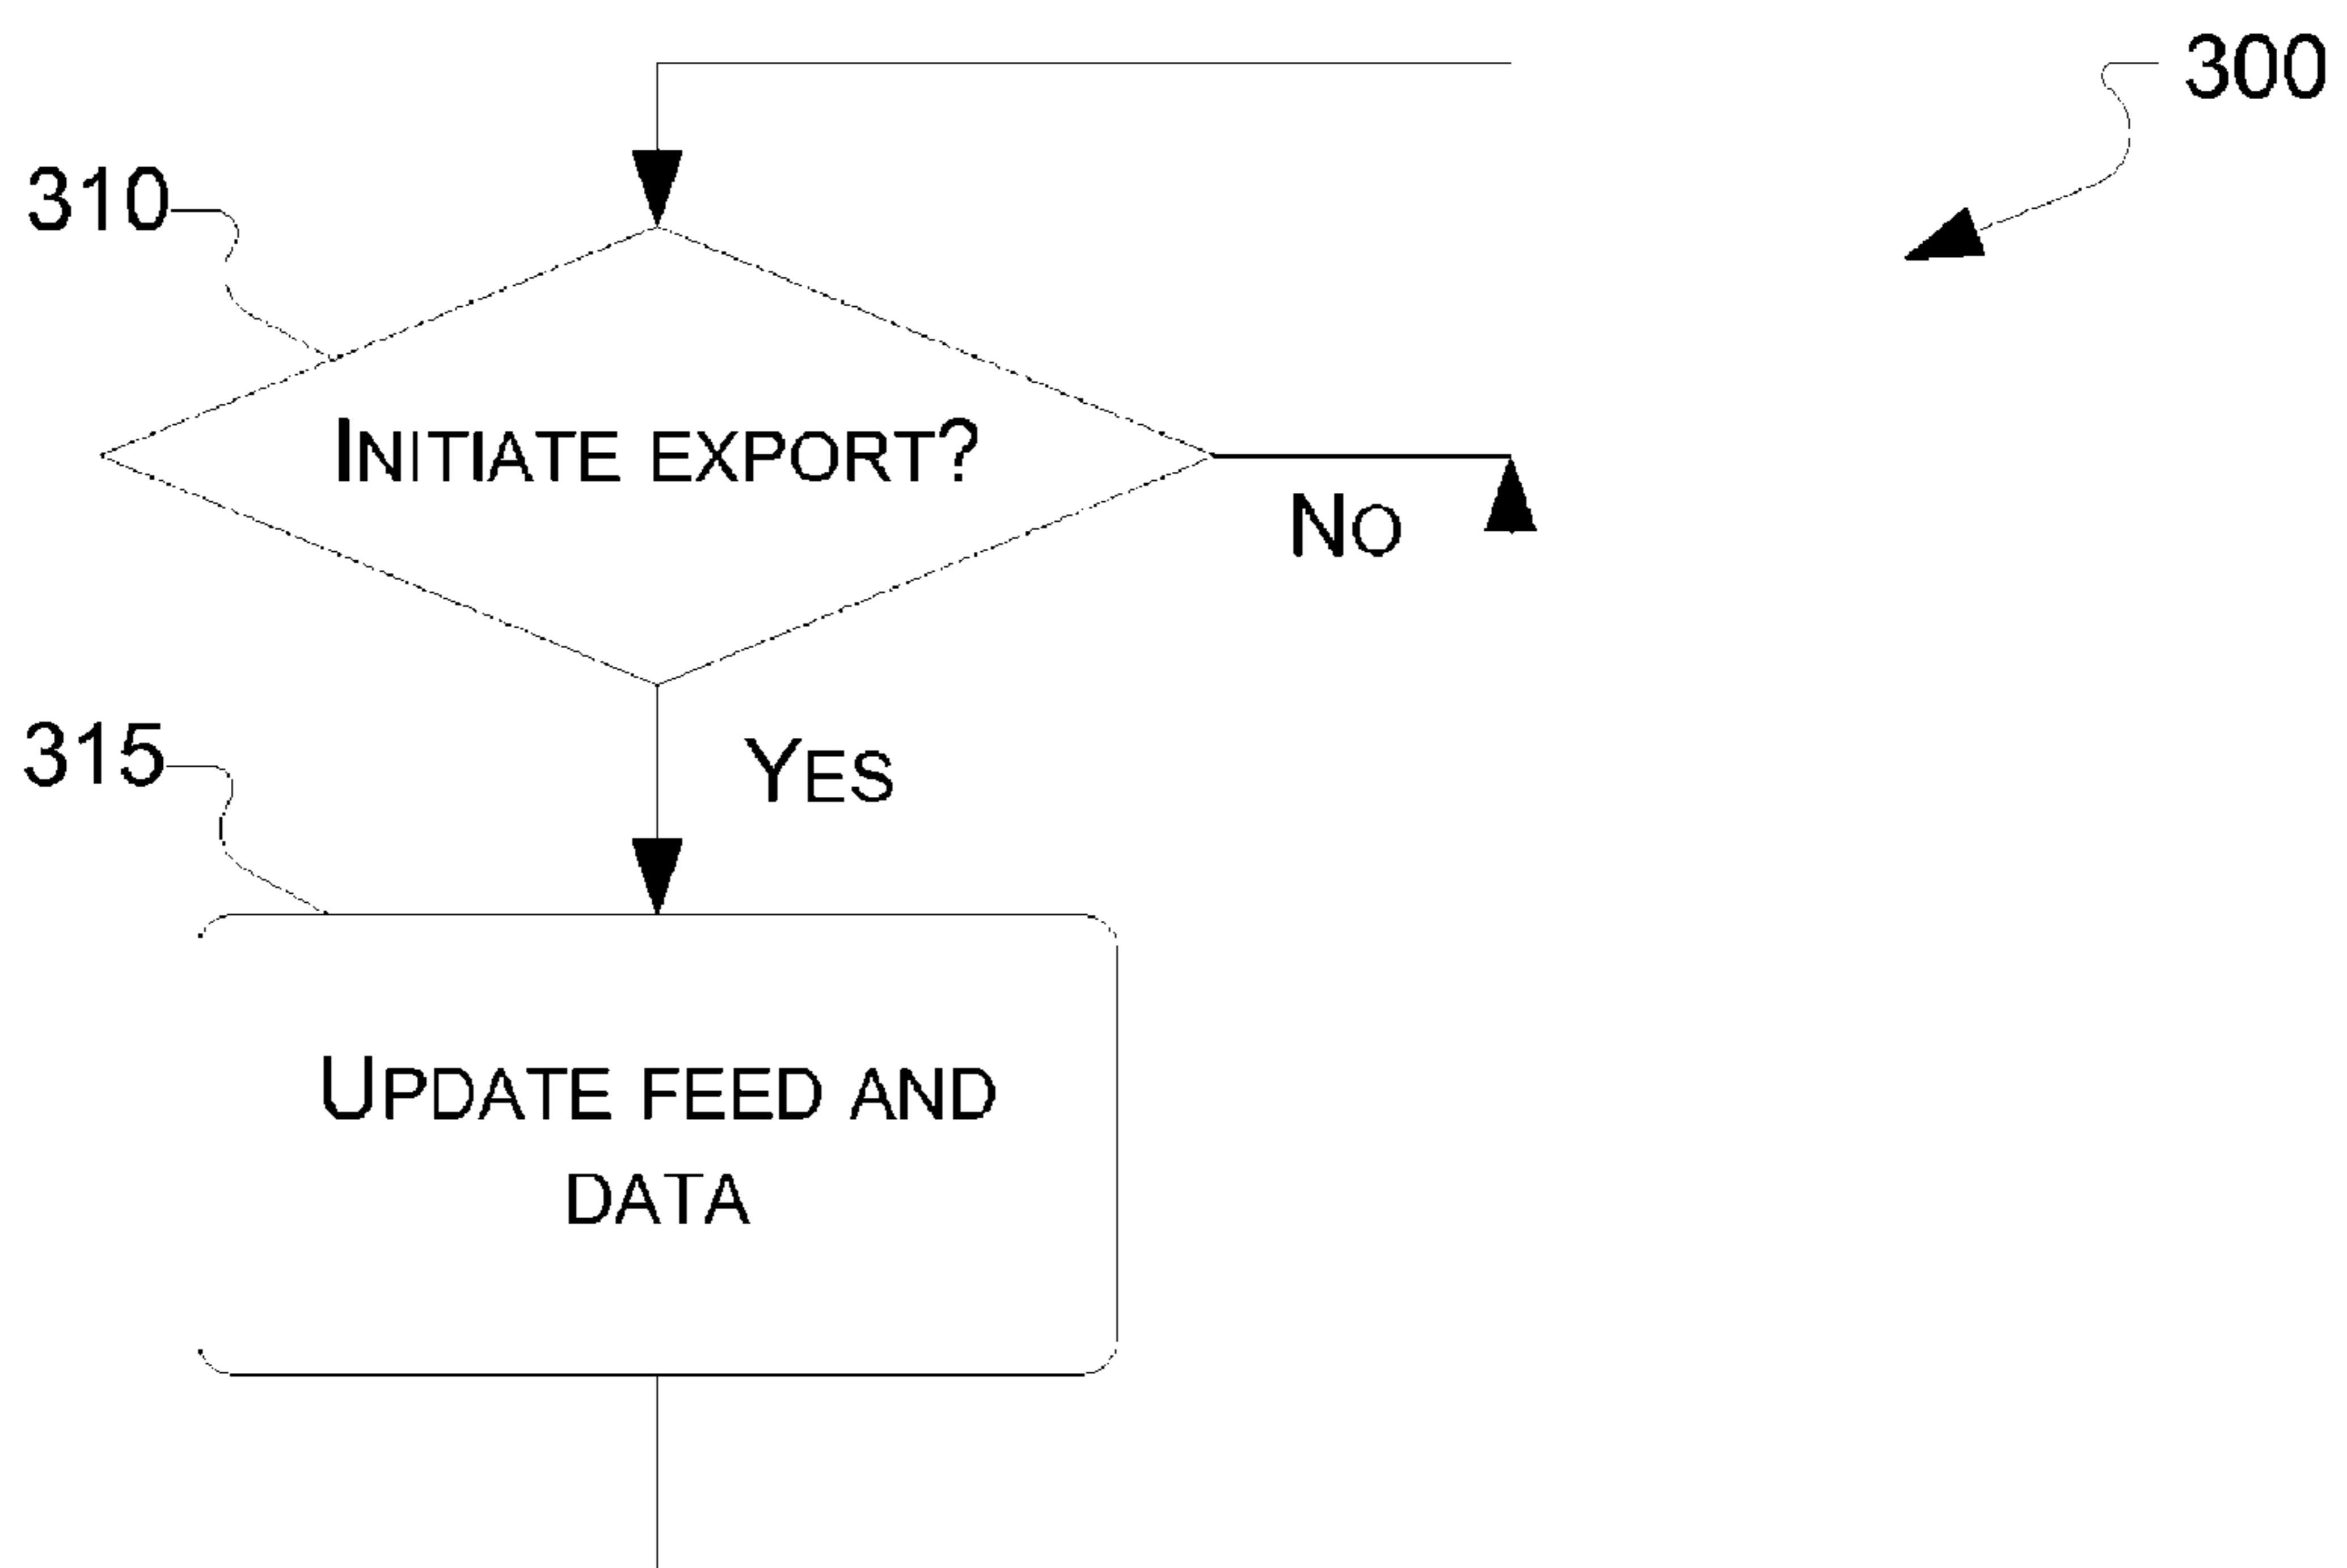 300
310
INITIATE EXPORT?
NO
YES
315
UPDATE FEED AND
DATA